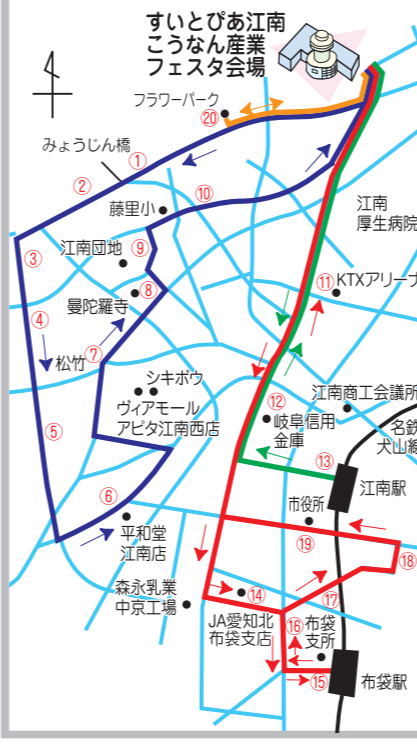 すいとぴあ江南
こうなん産業
フェスタ会場
フラワーパーク
⑳
みょうじん橋
①
②
⑩
藤里小
江南
厚生病院
③
⑨
江南団地
⑧
⑪
KTXアリーナ
曼陀羅寺
④
⑦
松竹
シキボウ
ヴィアモール
アピタ江南西店
江南商工会議所
⑫
岐阜信用
金庫
名鉄
犬山線
⑤
⑬
江南駅
⑥
市役所
平和堂
江南店
⑲
⑱
森永乳業
中京工場
⑭
⑰
JA愛知北
布袋支店
⑯
布袋
支所
⑮
布袋駅